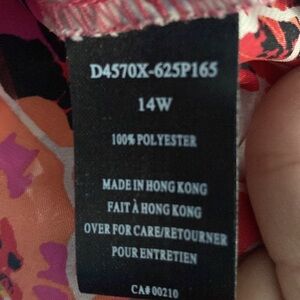 D4570X-625P165
14W
100% POLYESTER
MADE IN HONG KONG
FAIT À HONG KONG
OVER FOR CARE/RETOURNER
POUR ENTRETIEN
CA# 00210